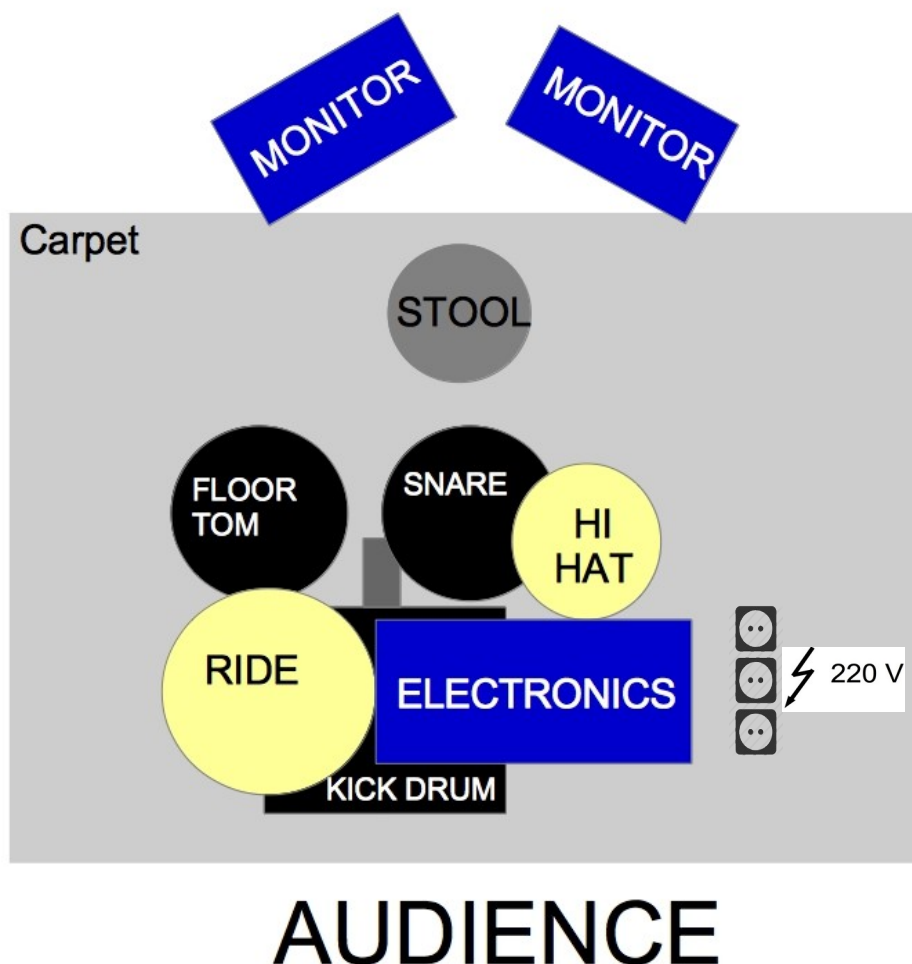 MONITOR
MONITOR
Carpet
STOOL
FLOOR
TOM
SNARE
HI
HAT
RIDE
ELECTRONICS
220 V
KICK DRUM
AUDIENCE